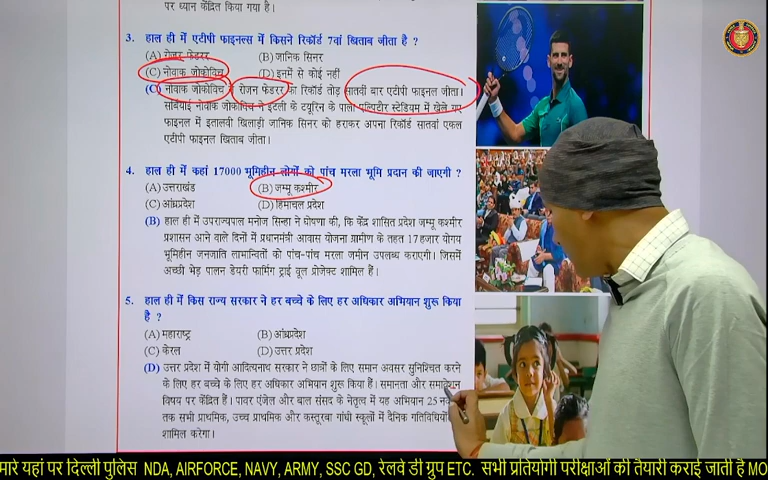 पर ध्यान केंद्रित किया गया है।
3. हाल ही में एटीपी फाइनल्स में किसने रिकॉर्ड 7वां खिताब जीता है ?
(A) रोजर फेडरर (B) जानिक सिनर
(C) नोवाक जोकोविच (D) इनमें से कोई नहीं
(C) नोवाक जोकोविच ने रोजन फेडरर का रिकॉर्ड तोड़ सातवीं बार एटीपी फाइनल जीता।
सर्बियाई नोवाक जोकोविच ने इटली के ट्यूरिन के पाला एल्पिटौर स्टेडियम में खेले गए
फाइनल में इतालवी खिलाड़ी जानिक सिनर को हराकर अपना रिकॉर्ड सातवां एकल
एटीपी फाइनल खिताब जीता।
4. हाल ही में कहां 17000 भूमिहीन लोगों को पांच मरला भूमि प्रदान की जाएगी ?
(A) उत्तराखंड (B) जम्मू कश्मीर
(C) आंध्रप्रदेश (D) हिमाचल प्रदेश
(B) हाल ही में उपराज्यपाल मनोज सिन्हा ने घोषणा की, कि केंद्र शासित प्रदेश जम्मू कश्मीर
प्रशासन आने वाले दिनों में प्रधानमंत्री आवास योजना ग्रामीण के तहत 17 हजार योग्य
भूमिहीन जनजाति लाभान्वितों को पांच-पांच मरला जमीन उपलब्ध कराएगी। जिसमें
अच्छी भेड़ पालन डेयरी फार्मिंग ट्राई वूल प्रोजेक्ट शामिल हैं।
5. हाल ही में किस राज्य सरकार ने हर बच्चे के लिए हर अधिकार अभियान शुरू किया
है ?
(A) महाराष्ट्र (B) आंध्रप्रदेश
(C) केरल (D) उत्तर प्रदेश
(D) उत्तर प्रदेश में योगी आदित्यनाथ सरकार ने छात्रों के लिए समान अवसर सुनिश्चित करने
के लिए हर बच्चे के लिए हर अधिकार अभियान शुरू किया हैं। समानता और समावेशन
विषय पर केंद्रित हैं। पावर एंजेल और बाल संसद के नेतृत्व में यह अभियान 25
तक सभी प्राथमिक, उच्च प्राथमिक और कस्तूरबा गांधी स्कूलों में दैनिक गतिविधियों
शामिल करेगा।
मारे यहां पर दिल्ली पुलिस NDA, AIRFORCE, NAVY, ARMY, SSC GD, रेलवे डी ग्रुप ETC. सभी प्रतियोगी परीक्षाओं की तैयारी कराई जाती है MO